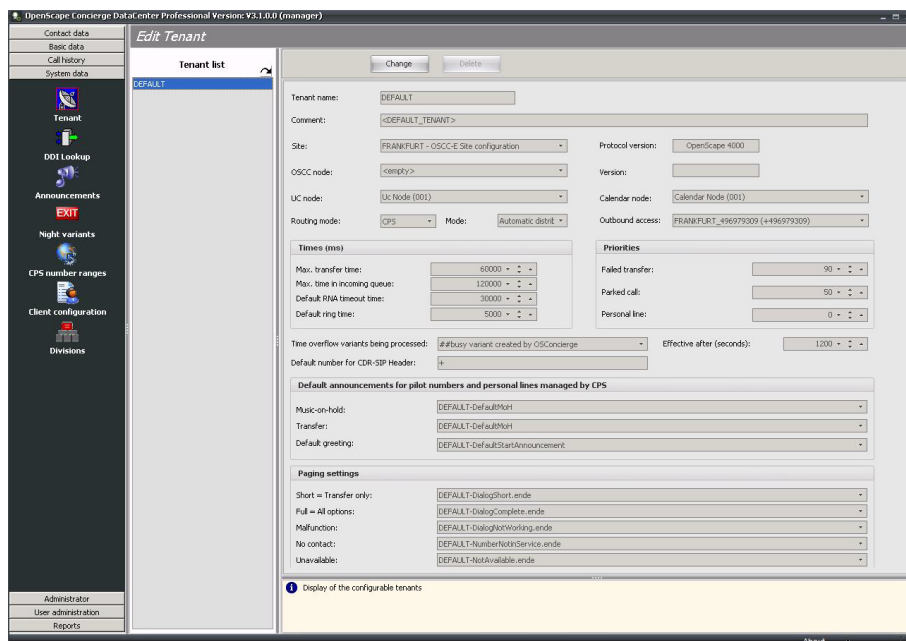 OpenScape Concierge DataCenter Professional Version: V3.1.0.0 (manager)
Contact data
Basic data
Call history
System data
Tenant
DDI Lookup
Announcements
EXIT
Night variants
CPS number ranges
Client configuration
Divisions
Administrator
User administration
Reports
Edit Tenant
Tenant list
DEFAULT
Change Delete
Tenant name: DEFAULT
Comment: <DEFAULT_TENANT>
Site: FRANKFURT - OSCC-E Site configuration Protocol version: OpenScape 4000
OSCC node: <empty> Version:
UC node: Uc Node (001) Calendar node: Calendar Node (001)
Routing mode: CPS Mode: Automatic distrib Outbound access: FRANKFURT_496979309 (+496979309)
Times (ms) Priorities
Max. transfer time: 60000 Failed transfer: 90
Max. time in incoming queue: 120000
Default RNA timeout time: 30000 Parked call: 50
Default ring time: 5000 Personal line: 0
Time overflow variants being processed: ##busy variant created by OSConcierge Effective after (seconds): 1200
Default number for CDR-SIP Header: +
Default announcements for pilot numbers and personal lines managed by CPS
Music-on-hold: DEFAULT-DefaultMoH
Transfer: DEFAULT-DefaultMoH
Default greeting: DEFAULT-DefaultStartAnnouncement
Paging settings
Short = Transfer only: DEFAULT-DialogShort.ende
Full = All options: DEFAULT-DialogComplete.ende
Malfunction: DEFAULT-DialogNotWorking.ende
No contact: DEFAULT-NumberNotInService.ende
Unavailable: DEFAULT-NotAvailable.ende
Display of the configurable tenants
About